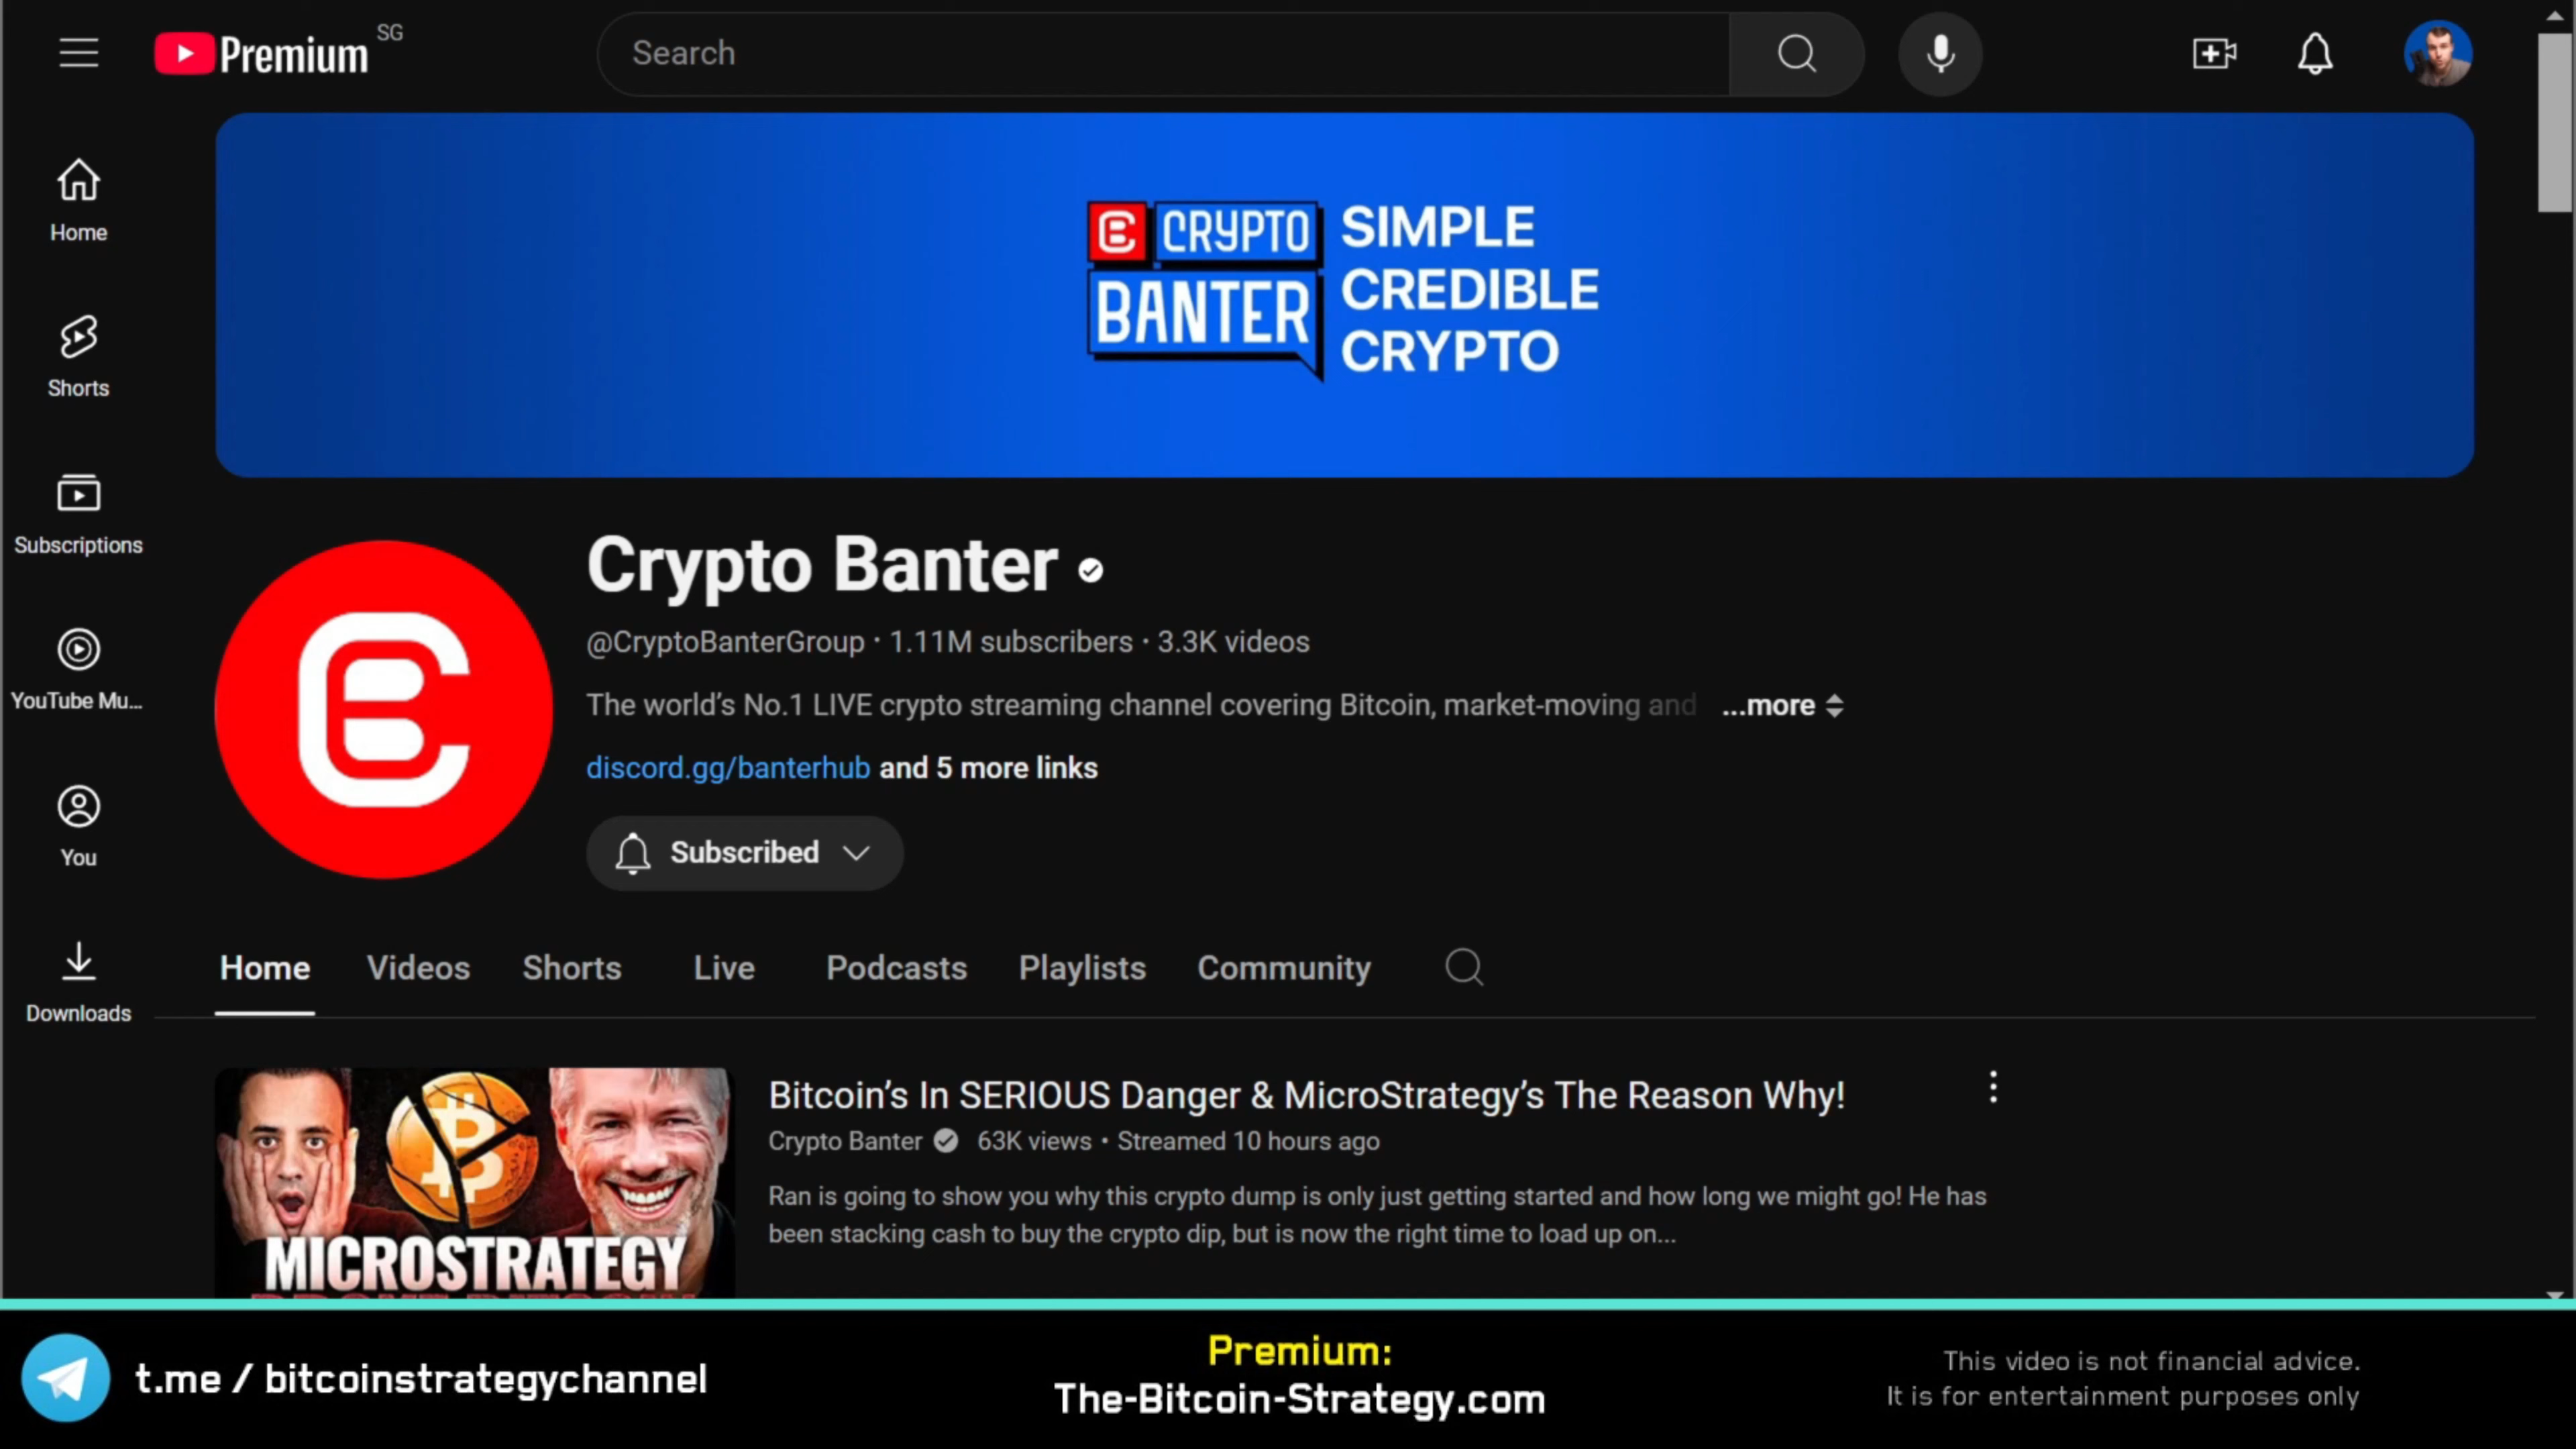 Premium SG
Search
Home
Shorts
Subscriptions
YouTube Mu...
You
Downloads
CRYPTO
BANTER
SIMPLE
CREDIBLE
CRYPTO
Crypto Banter
@CryptoBanterGroup · 1.11M subscribers · 3.3K videos
The world's No.1 LIVE crypto streaming channel covering Bitcoin, market-moving and ...more
discord.gg/banterhub and 5 more links
Subscribed
Home Videos Shorts Live Podcasts Playlists Community
MICROSTRATEGY
Bitcoin's In SERIOUS Danger & MicroStrategy's The Reason Why!
Crypto Banter 63K views • Streamed 10 hours ago
Ran is going to show you why this crypto dump is only just getting started and how long we might go! He has
been stacking cash to buy the crypto dip, but is now the right time to load up on...
t.me / bitcoinstrategychannel
Premium:
The-Bitcoin-Strategy.com
This video is not financial advice.
It is for entertainment purposes only